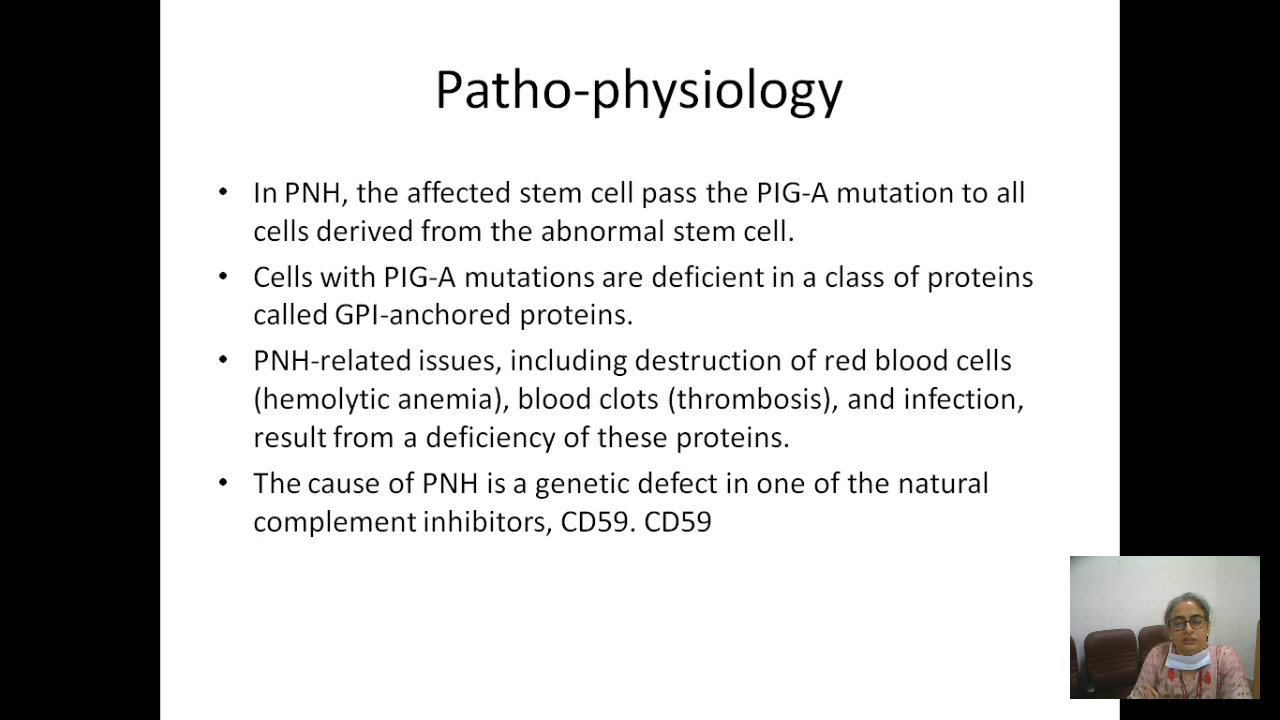 Patho-physiology
• In PNH, the affected stem cell pass the PIG-A mutation to all
cells derived from the abnormal stem cell.
• Cells with PIG-A mutations are deficient in a class of proteins
called GPI-anchored proteins.
• PNH-related issues, including destruction of red blood cells
(hemolytic anemia), blood clots (thrombosis), and infection,
result from a deficiency of these proteins.
• The cause of PNH is a genetic defect in one of the natural
complement inhibitors, CD59. CD59